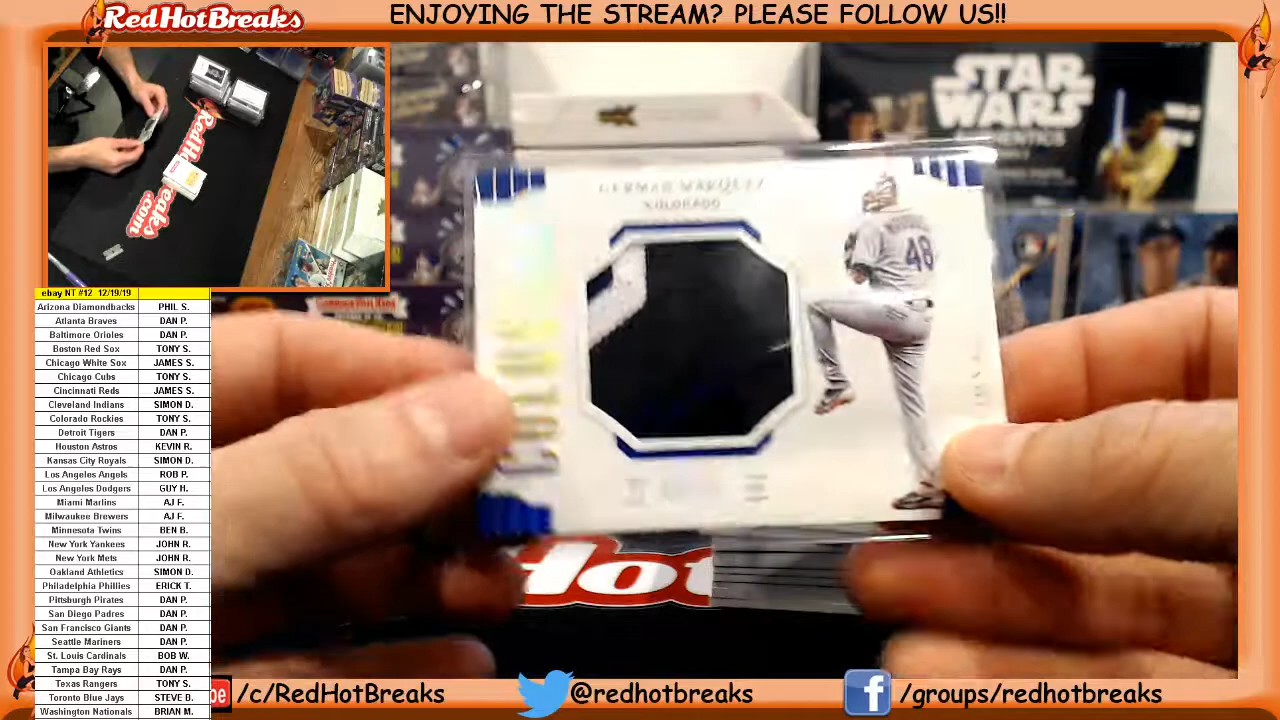 RedHotBreaks
ENJOYING THE STREAM? PLEASE FOLLOW US!!
STAR
WARS
GERMAN MARQUEZ
COLORADO
48
ebay NT #12 12/19/19
Arizona Diamondbacks PHIL S.
Atlanta Braves DAN P.
Baltimore Orioles DAN P.
Boston Red Sox TONY S.
Chicago White Sox JAMES S.
Chicago Cubs TONY S.
Cincinnati Reds JAMES S.
Cleveland Indians SIMON D.
Colorado Rockies TONY S.
Detroit Tigers DAN P.
Houston Astros KEVIN R.
Kansas City Royals SIMON D.
Los Angeles Angels ROB P.
Los Angeles Dodgers GUY H.
Miami Marlins AJ F.
Milwaukee Brewers AJ F.
Minnesota Twins BEN B.
New York Yankees JOHN R.
New York Mets JOHN R.
Oakland Athletics SIMON D.
Philadelphia Phillies ERICK T.
Pittsburgh Pirates DAN P.
San Diego Padres DAN P.
San Francisco Giants DAN P.
Seattle Mariners DAN P.
St. Louis Cardinals BOB W.
Tampa Bay Rays DAN P.
Texas Rangers TONY S.
Toronto Blue Jays STEVE B.
Washington Nationals BRIAN M.
/c/RedHotBreaks
@redhotbreaks
/groups/redhotbreaks